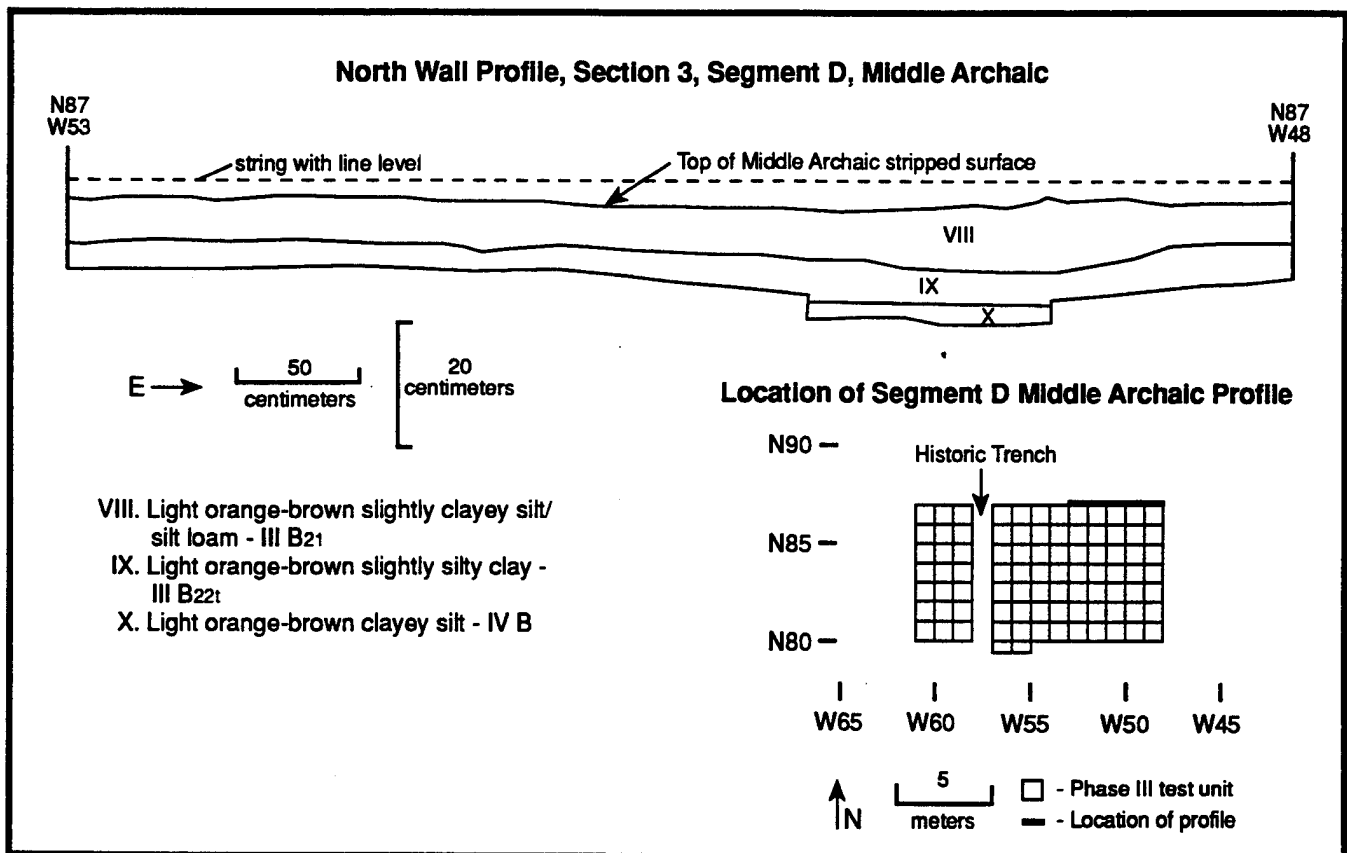 North Wall Profile, Section 3, Segment D, Middle Archaic
N87
W53
N87
W48
string with line level
Top of Middle Archaic stripped surface
VIII
IX
X
E
50
centimeters
20
centimeters
VIII. Light orange-brown slightly clayey silt/
silt loam - III B21
IX. Light orange-brown slightly silty clay -
III B22t
X. Light orange-brown clayey silt - IV B
Location of Segment D Middle Archaic Profile
N90
Historic Trench
N85
N80
W65 W60 W55 W50 W45
N
5
meters
- Phase III test unit
- Location of profile